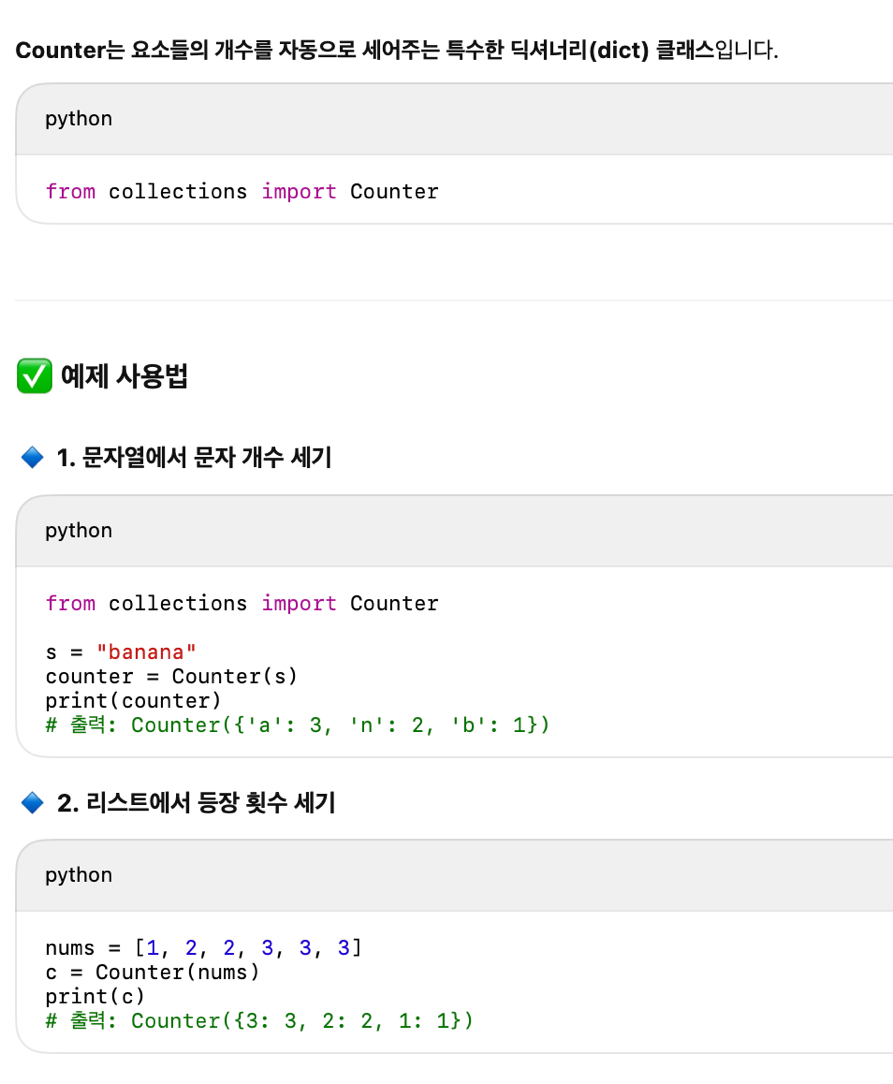 Counter는 요소들의 개수를 자동으로 세어주는 특수한 딕셔너리(dict) 클래스입니다.
python
from collections import Counter
✅ 예제 사용법
🔹 1. 문자열에서 문자 개수 세기
python
from collections import Counter
s = "banana"
counter = Counter(s)
print(counter)
# 출력: Counter({'a': 3, 'n': 2, 'b': 1})
🔹 2. 리스트에서 등장 횟수 세기
python
nums = [1, 2, 2, 3, 3, 3]
c = Counter(nums)
print(c)
# 출력: Counter({3: 3, 2: 2, 1: 1})